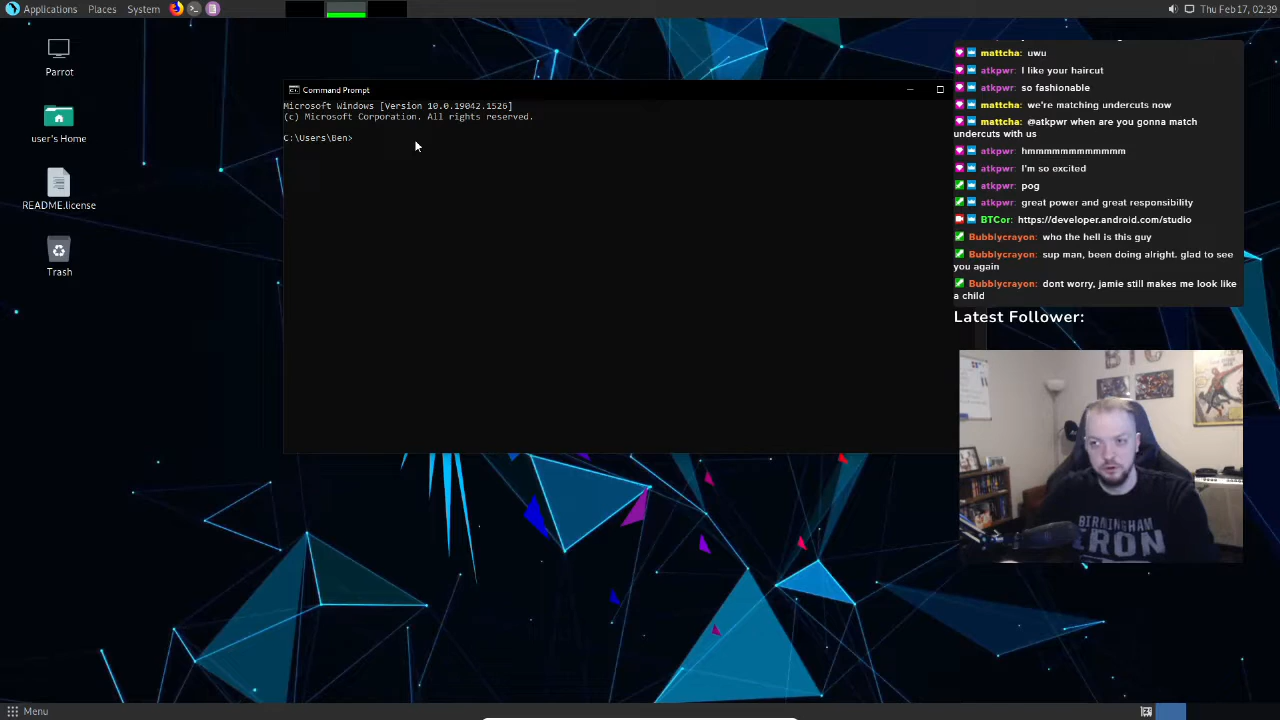 Applications Places System
Thu Feb 17, 02:39
Parrot
user's Home
README.license
Trash
Command Prompt
Microsoft Windows [Version 10.0.19042.1526]
(c) Microsoft Corporation. All rights reserved.
C:\Users\Ben>
mattcha: uwu
atkpwr: I like your haircut
atkpwr: so fashionable
mattcha: we're matching undercuts now
mattcha: @atkpwr when are you gonna match
undercuts with us
atkpwr: hmmmmmmmmmmmm
atkpwr: I'm so excited
atkpwr: pog
atkpwr: great power and great responsibility
BTCor: https://developer.android.com/studio
Bubblycrayon: who the hell is this guy
Bubblycrayon: sup man, been doing alright. glad to see
you again
Bubblycrayon: dont worry, jamie still makes me look like
a child
Latest Follower:
BTC
BIRMINGHAM
Menu